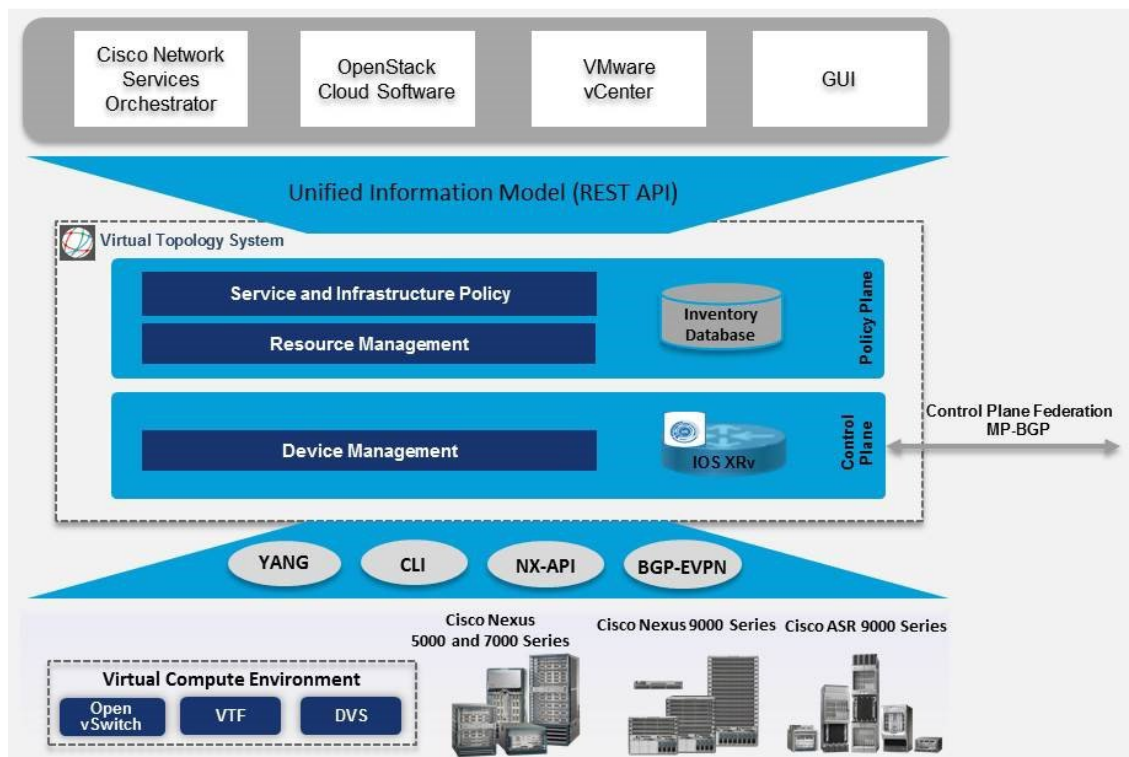 Cisco Network
Services
Orchestrator
OpenStack
Cloud Software
VMware
vCenter
GUI
Unified Information Model (REST API)
Virtual Topology System
Service and Infrastructure Policy
Resource Management
Inventory
Database
Policy Plane
Device Management
IOS XRv
Control
Plane
Control Plane Federation
MP-BGP
YANG
CLI
NX-API
BGP-EVPN
Cisco Nexus
5000 and 7000 Series
Cisco Nexus 9000 Series
Cisco ASR 9000 Series
Virtual Compute Environment
Open
vSwitch
VTF
DVS